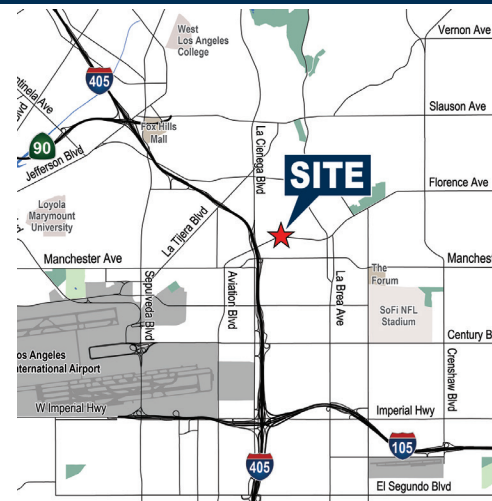 West
Los Angeles
College
Vernon Ave
405
Slauson Ave
Fox Hills
Mall
90
Jefferson Blvd
La Cienega Blvd
SITE
Florence Ave
Loyola
Marymount
University
La Tijera Blvd
Manchester Ave
The
Forum
SoFi NFL
Stadium
Sepulveda Blvd
Aviation Blvd
La Brea Ave
Century B
Crenshaw Blvd
os Angeles
nternational Airport
W Imperial Hwy
Imperial Hwy
105
405
El Segundo Blvd